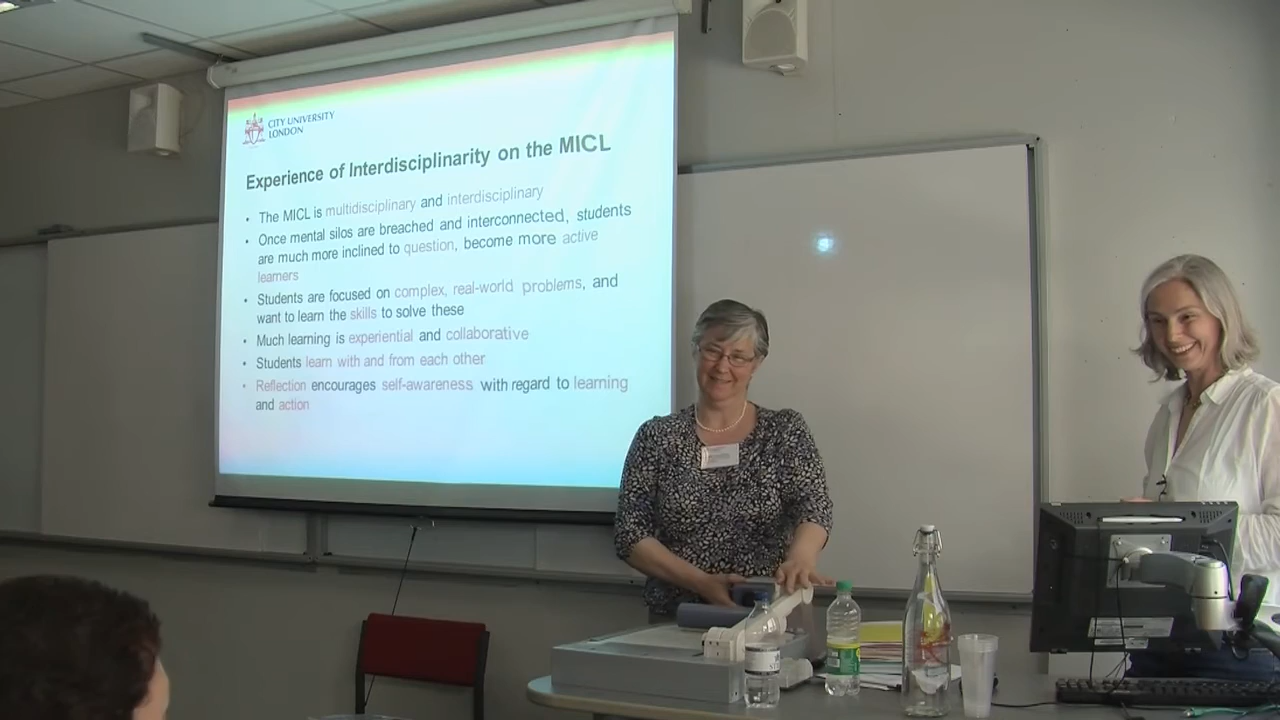 CITY UNIVERSITY
LONDON
Experience of Interdisciplinarity on the MICL
• The MICL is multidisciplinary and interdisciplinary
• Once mental silos are breached and interconnected, students
are much more inclined to question, become more active
learners
• Students are focused on complex, real-world problems, and
want to learn the skills to solve these
• Much learning is experiential and collaborative
• Students learn with and from each other
• Reflection encourages self-awareness with regard to learning
and action